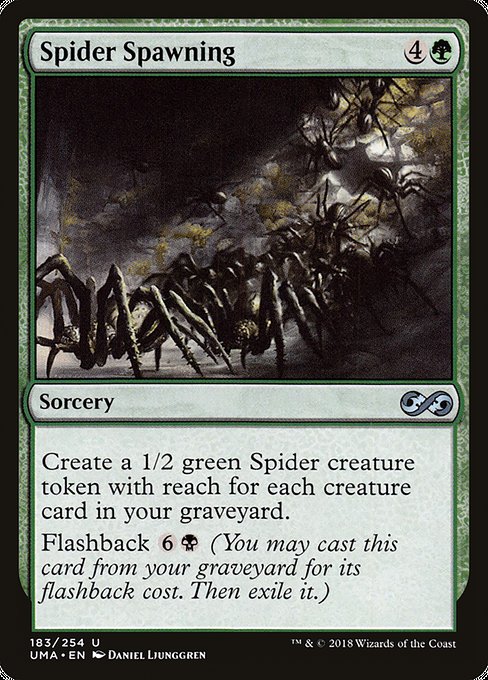 Spider Spawning 4
Sorcery
Create a 1/2 green Spider creature
token with reach for each creature
card in your graveyard.
Flashback 6 (You may cast this
card from your graveyard for its
flashback cost. Then exile it.)
183/254 U
™ & © 2018 Wizards of the Coast
UMA • EN Daniel Ljunggren